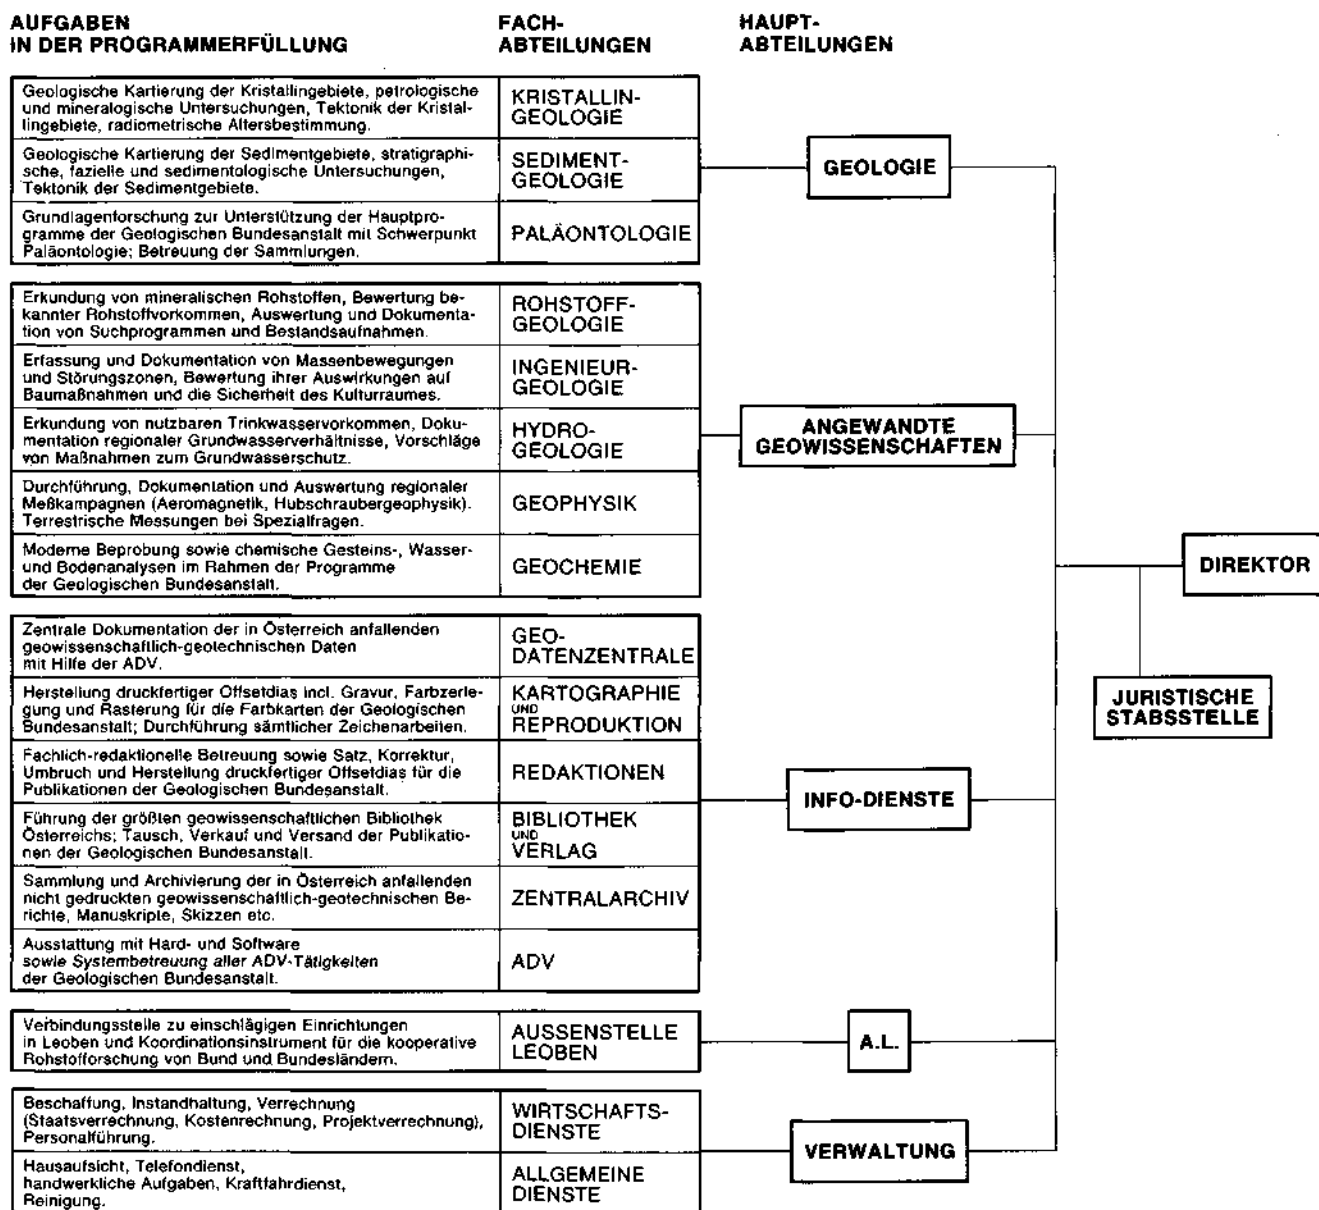 AUFGABEN
IN DER PROGRAMMERFÜLLUNG
FACH-
ABTEILUNGEN
HAUPT-
ABTEILUNGEN
Geologische Kartierung der Kristallingebiete, petrologische
und mineralogische Untersuchungen, Tektonik der Kristal-
lingebiete, radiometrische Altersbestimmung.
KRISTALLIN-
GEOLOGIE
Geologische Kartierung der Sedimentgebiete, stratigraphi-
sche, fazielle und sedimentologische Untersuchungen,
Tektonik der Sedimentgebiete.
SEDIMENT-
GEOLOGIE
Grundlagenforschung zur Unterstützung der Hauptpro-
gramme der Geologischen Bundesanstalt mit Schwerpunkt
Paläontologie; Betreuung der Sammlungen.
PALÄONTOLOGIE
GEOLOGIE
Erkundung von mineralischen Rohstoffen, Bewertung be-
kannter Rohstoffvorkommen, Auswertung und Dokumenta-
tion von Suchprogrammen und Bestandsaufnahmen.
ROHSTOFF-
GEOLOGIE
Erfassung und Dokumentation von Massenbewegungen
und Störungszonen, Bewertung ihrer Auswirkungen auf
Baumaßnahmen und die Sicherheit des Kulturraumes.
INGENIEUR-
GEOLOGIE
Erkundung von nutzbaren Trinkwasservorkommen, Doku-
mentation regionaler Grundwasserverhältnisse, Vorschläge
von Maßnahmen zum Grundwasserschutz.
HYDRO-
GEOLOGIE
Durchführung, Dokumentation und Auswertung regionaler
Meßkampagnen (Aeromagnetik, Hubschraubergeophysik).
Terrestrische Messungen bei Spezialfragen.
GEOPHYSIK
Moderne Beprobung sowie chemische Gesteins-, Wasser-
und Bodenanalysen im Rahmen der Programme
der Geologischen Bundesanstalt.
GEOCHEMIE
ANGEWANDTE
GEOWISSENSCHAFTEN
DIREKTOR
JURISTISCHE
STABSSTELLE
Zentrale Dokumentation der in Österreich anfallenden
geowissenschaftlich-geotechnischen Daten
mit Hilfe der ADV.
GEO-
DATENZENTRALE
Herstellung druckfertiger Offsetdias incl. Gravur, Farbzerle-
gung und Rasterung für die Farbkarten der Geologischen
Bundesanstalt; Durchführung sämtlicher Zeichenarbeiten.
KARTOGRAPHIE
UND
REPRODUKTION
Fachlich-redaktionelle Betreuung sowie Satz, Korrektur,
Umbruch und Herstellung druckfertiger Offsetdias für die
Publikationen der Geologischen Bundesanstalt.
REDAKTIONEN
Führung der größten geowissenschaftlichen Bibliothek
Österreichs; Tausch, Verkauf und Versand der Publikatio-
nen der Geologischen Bundesanstalt.
BIBLIOTHEK
UND
VERLAG
Sammlung und Archivierung der in Österreich anfallenden
nicht gedruckten geowissenschaftlich-geotechnischen Be-
richte, Manuskripte, Skizzen etc.
ZENTRALARCHIV
Ausstattung mit Hard- und Software
sowie Systembetreuung aller ADV-Tätigkeiten
der Geologischen Bundesanstalt.
ADV
INFO-DIENSTE
Verbindungsstelle zu einschlägigen Einrichtungen
in Leoben und Koordinationsinstrument für die kooperative
Rohstofforschung von Bund und Bundesländern.
AUSSENSTELLE
LEOBEN
A.L.
Beschaffung, Instandhaltung, Verrechnung
(Staatsverrechnung, Kostenrechnung, Projektverrechnung),
Personalführung.
WIRTSCHAFTS-
DIENSTE
Hausaufsicht, Telefondienst,
handwerkliche Aufgaben, Kraftfahrdienst,
Reinigung.
ALLGEMEINE
DIENSTE
VERWALTUNG